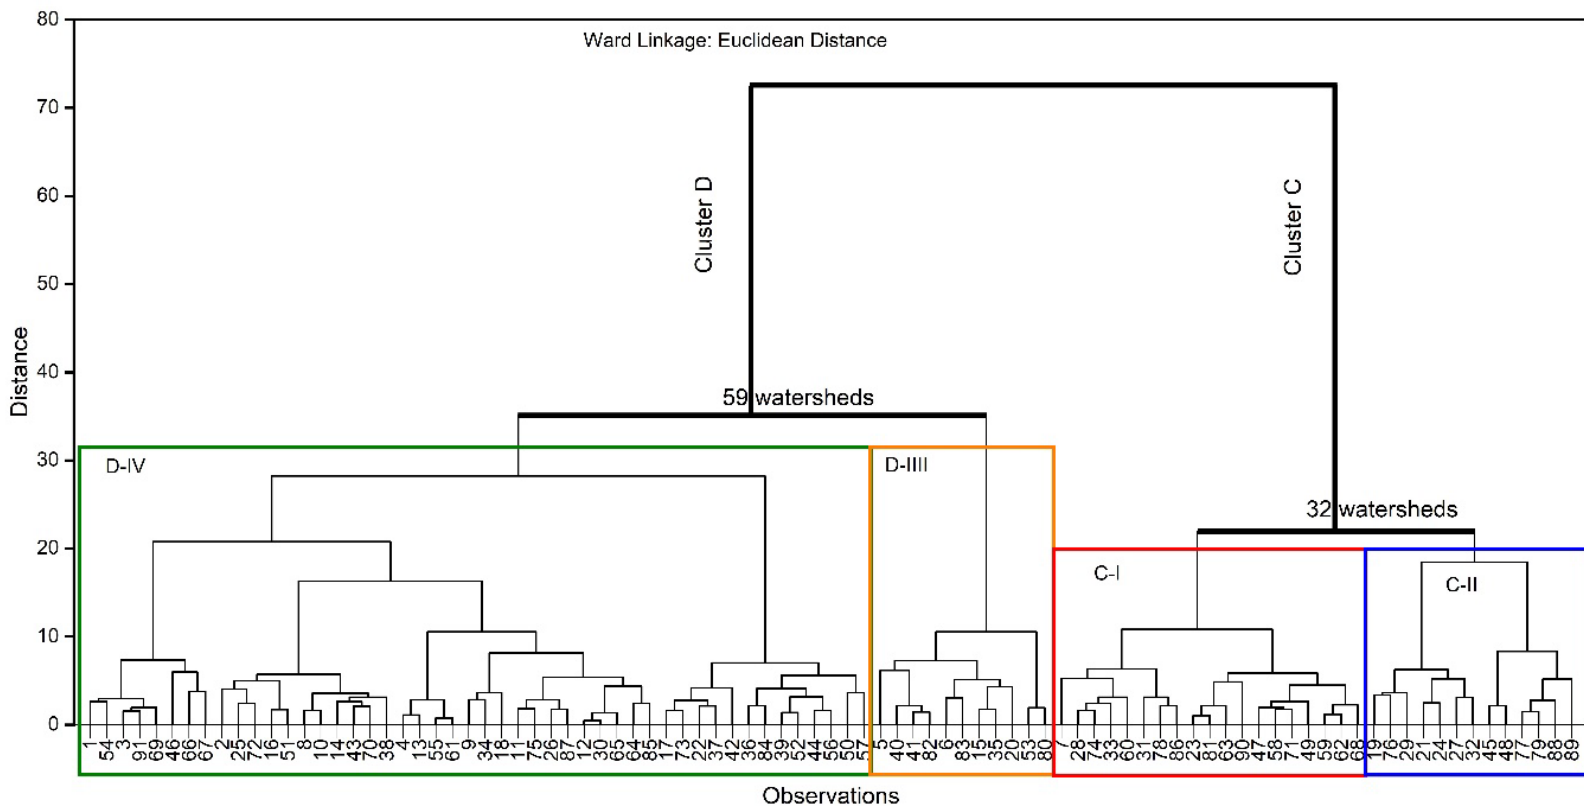 Ward Linkage: Euclidean Distance
80
70
60
50
40
30
20
10
0
Distance
Cluster D
Cluster C
59 watersheds
32 watersheds
D-IV
D-IIII
C-I
C-II
1 54 3 91 69 46 66 67 2 25 72 16 51 8 10 14 43 70 38 4 13 55 61 9 34 18 11 75 26 87 12 30 65 64 85 17 73 22 37 42 36 84 39 52 44 56 50 57 5 40 41 82 6 83 15 35 20 53 80 7 28 74 33 60 31 78 86 23 81 63 90 47 58 71 49 59 62 68 19 76 29 21 24 27 32 45 48 77 79 88 89
Observations